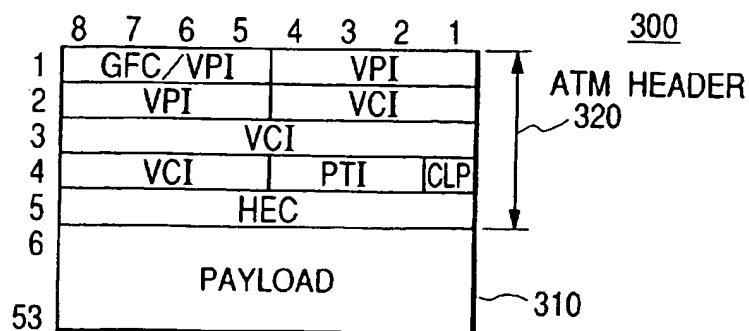 8 7 6 5 4 3 2 1 300
1 GFC/VPI VPI ATM HEADER
2 VPI VCI 320
3 VCI
4 VCI PTI CLP
5 HEC
6
PAYLOAD 310
53